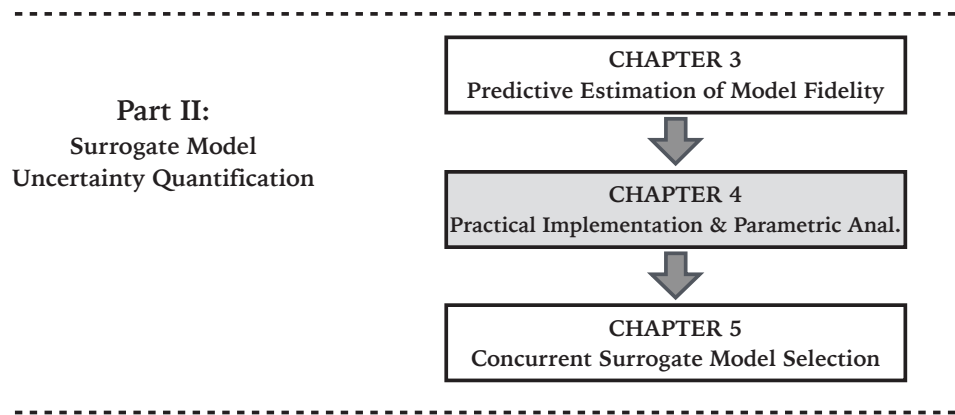 Part II:
Surrogate Model
Uncertainty Quantification
CHAPTER 3
Predictive Estimation of Model Fidelity
CHAPTER 4
Practical Implementation & Parametric Anal.
CHAPTER 5
Concurrent Surrogate Model Selection